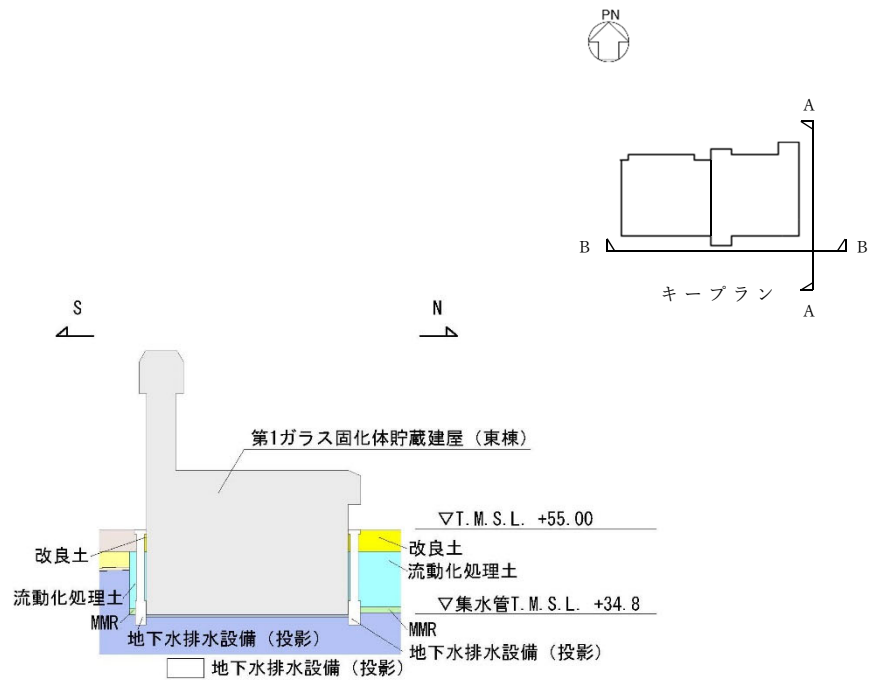 PN
A
B
B
キープラン
A
S
N
第1ガラス固化体貯蔵建屋（東棟）
▽T.M.S.L. +55.00
改良土
改良土
流動化処理土
流動化処理土
▽集水管T.M.S.L. +34.8
MMR
MMR
地下水排水設備（投影）
地下水排水設備（投影）
地下水排水設備（投影）